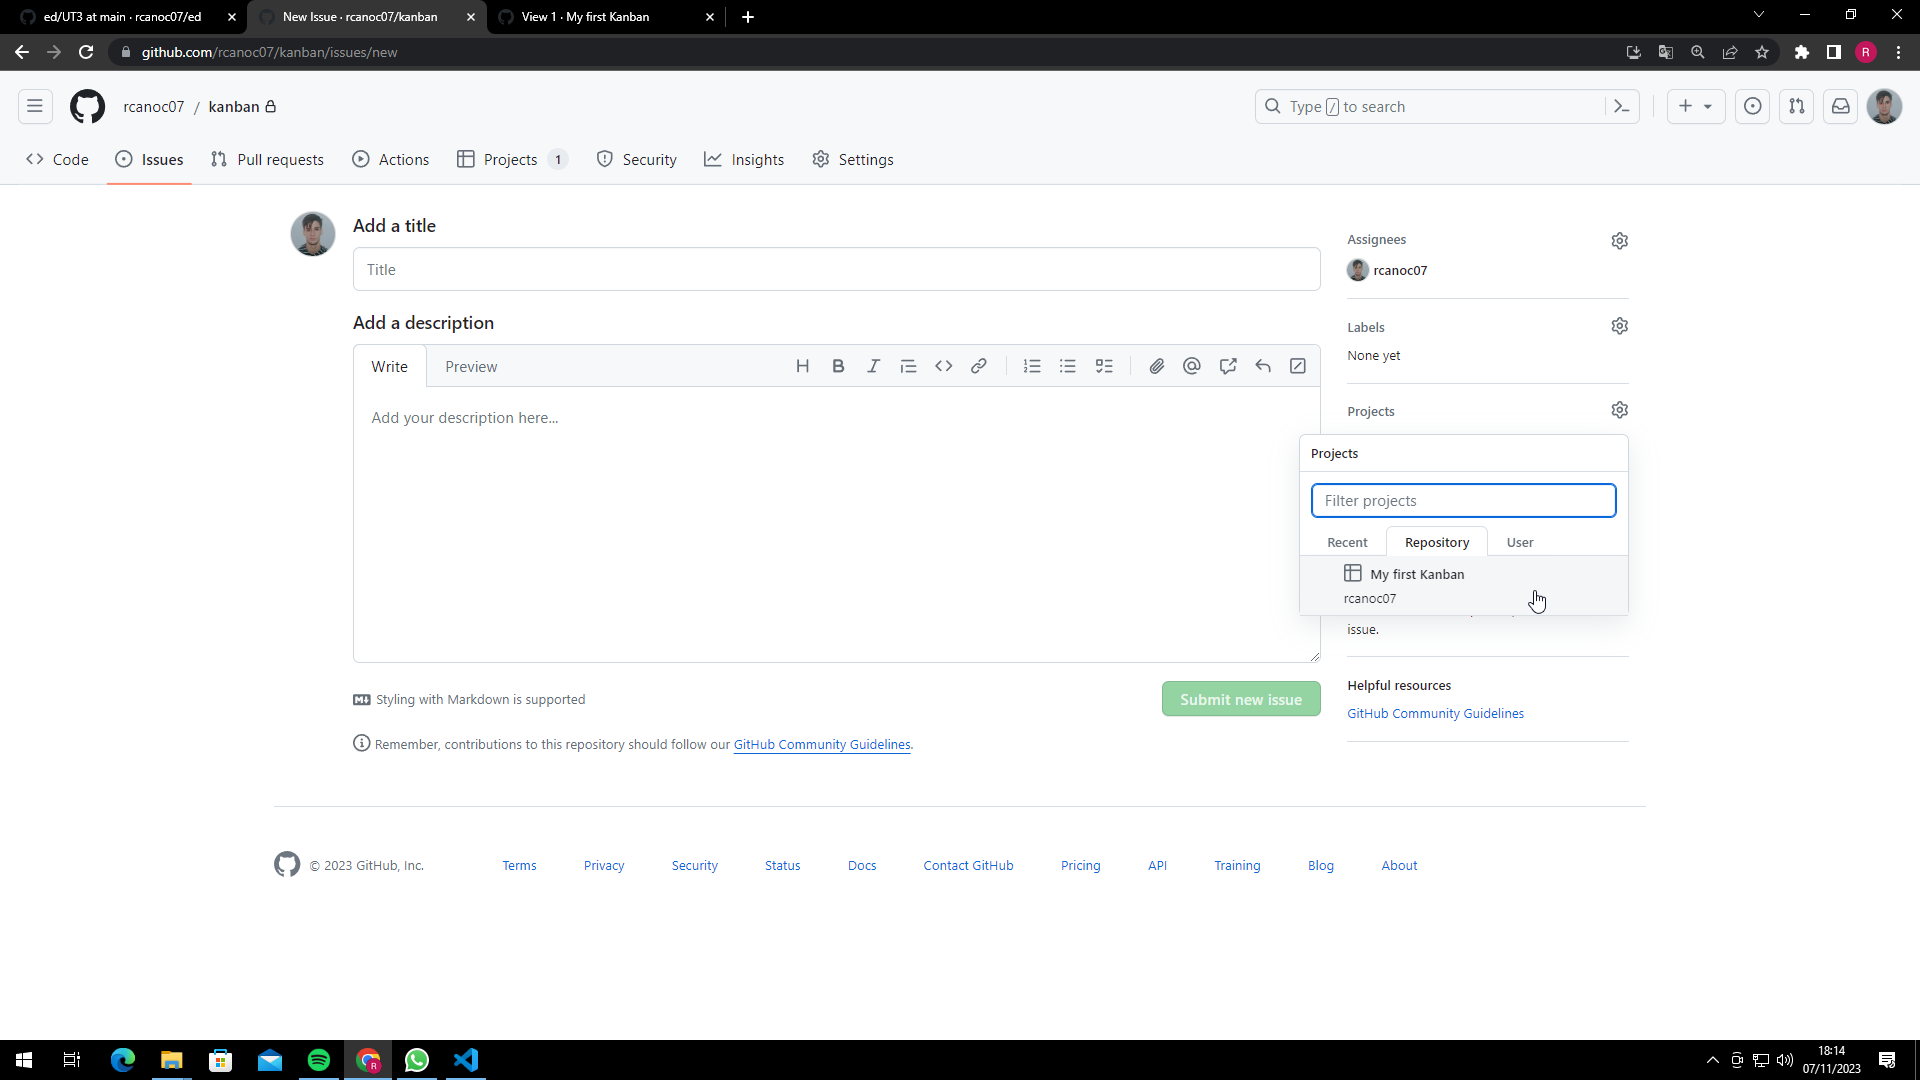 ed/UT3 at main · rcanoc07/ed
New Issue · rcanoc07/kanban
View 1 · My first Kanban
github.com/rcanoc07/kanban/issues/new
R
rcanoc07 / kanban
Type / to search
Code
Issues
Pull requests
Actions
Projects 1
Security
Insights
Settings
Add a title
Title
Add a description
Write
Preview
Add your description here...
Styling with Markdown is supported
Submit new issue
Remember, contributions to this repository should follow our GitHub Community Guidelines.
Assignees
rcanoc07
Labels
None yet
Projects
Projects
Filter projects
Recent
Repository
User
My first Kanban
rcanoc07
issue.
Helpful resources
GitHub Community Guidelines
© 2023 GitHub, Inc.
Terms
Privacy
Security
Status
Docs
Contact GitHub
Pricing
API
Training
Blog
About
18:14
07/11/2023